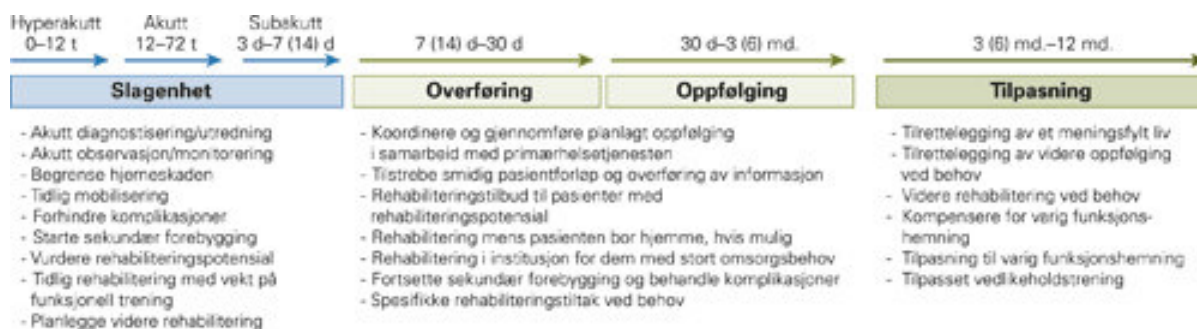 Hyperakutt
0–12 t
Akutt
12–72 t
Subakutt
3 d–7 (14) d
7 (14) d–30 d
30 d–3 (6) md.
3 (6) md.–12 md.
Slagenhet
Overføring
Oppfølging
Tilpasning
- Akutt diagnostisering/utredning
- Akutt observasjon/monitorering
- Begrense hjerneskaden
- Tidlig mobilisering
- Forhindre komplikasjoner
- Starte sekundær forebygging
- Vurdere rehabiliteringspotensial
- Tidlig rehabilitering med vekt på
funksjonell trening
- Planlegge videre rehabilitering
- Koordinere og gjennomføre planlagt oppfølging
i samarbeid med primærhelsetjenesten
- Tilstrebe smidig pasientforløp og overføring av informasjon
- Rehabiliteringstilbud til pasienter med
rehabiliteringspotensial
- Rehabilitering mens pasienten bor hjemme, hvis mulig
- Rehabilitering i institusjon for dem med stort omsorgsbehov
- Fortsette sekundær forebygging og behandle komplikasjoner
- Spesifikke rehabiliteringstiltak ved behov
- Tilrettelegging av et meningsfylt liv
- Tilrettelegging av videre oppfølging
ved behov
- Videre rehabilitering ved behov
- Kompensere for varig funksjons-
hemning
- Tilpasning til varig funksjonshemning
- Tilpasset vedlikeholdstrening